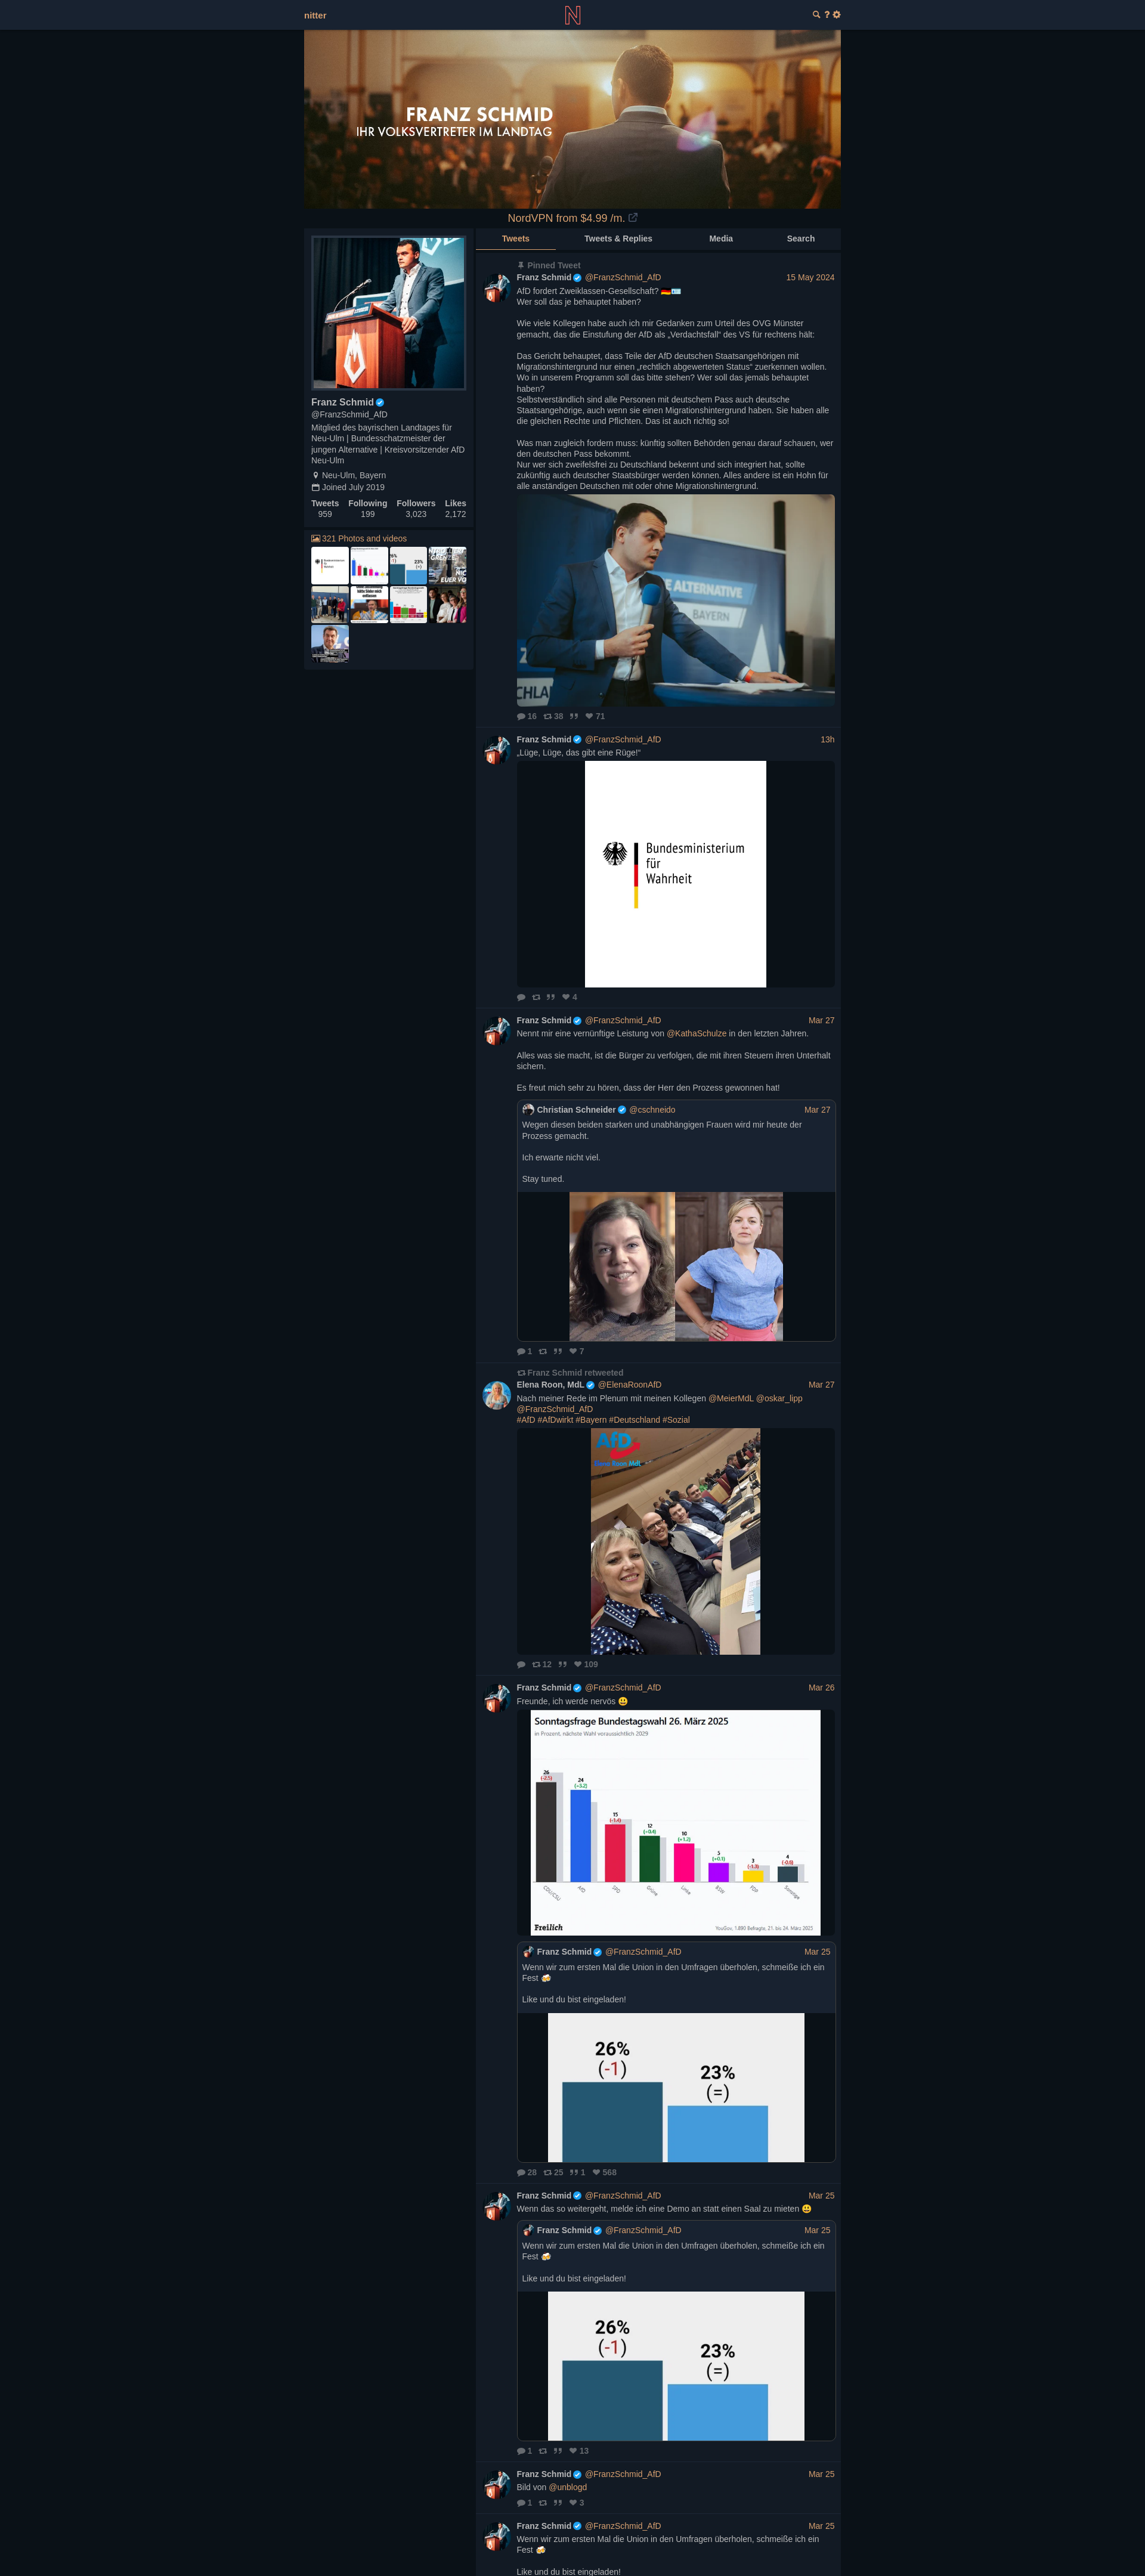 nitter
FRANZ SCHMID
IHR VOLKSVERTRETER IM LANDTAG
NordVPN from $4.99 /m.
Franz Schmid
@FranzSchmid_AfD
Mitglied des bayrischen Landtages für
Neu-Ulm | Bundesschatzmeister der
jungen Alternative | Kreisvorsitzender AfD
Neu-Ulm
Neu-Ulm, Bayern
Joined July 2019
Tweets Following Followers Likes
959 199 3,023 2,172
321 Photos and videos
Tweets Tweets & Replies Media Search
Pinned Tweet
Franz Schmid @FranzSchmid_AfD 15 May 2024
AfD fordert Zweiklassen-Gesellschaft? 🇩🇪🪪
Wer soll das je behauptet haben?
Wie viele Kollegen habe auch ich mir Gedanken zum Urteil des OVG Münster
gemacht, das die Einstufung der AfD als „Verdachtsfall“ des VS für rechtens hält:
Das Gericht behauptet, dass Teile der AfD deutschen Staatsangehörigen mit
Migrationshintergrund nur einen „rechtlich abgewerteten Status“ zuerkennen wollen.
Wo in unserem Programm soll das bitte stehen? Wer soll das jemals behauptet
haben?
Selbstverständlich sind alle Personen mit deutschem Pass auch deutsche
Staatsangehörige, auch wenn sie einen Migrationshintergrund haben. Sie haben alle
die gleichen Rechte und Pflichten. Das ist auch richtig so!
Was man zugleich fordern muss: künftig sollten Behörden genau darauf schauen, wer
den deutschen Pass bekommt.
Nur wer sich zweifelsfrei zu Deutschland bekennt und sich integriert hat, sollte
zukünftig auch deutscher Staatsbürger werden können. Alles andere ist ein Hohn für
alle anständigen Deutschen mit oder ohne Migrationshintergrund.
E ALTERNATIVE
BAYERN
16 38 71
Franz Schmid @FranzSchmid_AfD 13h
„Lüge, Lüge, das gibt eine Rüge!“
Bundesministerium
für
Wahrheit
4
Franz Schmid @FranzSchmid_AfD Mar 27
Nennt mir eine vernünftige Leistung von @KathaSchulze in den letzten Jahren.
Alles was sie macht, ist die Bürger zu verfolgen, die mit ihren Steuern ihren Unterhalt
sichern.
Es freut mich sehr zu hören, dass der Herr den Prozess gewonnen hat!
Christian Schneider @cschneido Mar 27
Wegen diesen beiden starken und unabhängigen Frauen wird mir heute der
Prozess gemacht.
Ich erwarte nicht viel.
Stay tuned.
1 7
Franz Schmid retweeted
Elena Roon, MdL @ElenaRoonAfD Mar 27
Nach meiner Rede im Plenum mit meinen Kollegen @MeierMdL @oskar_lipp
@FranzSchmid_AfD
#AfD #AfDwirkt #Bayern #Deutschland #Sozial
AfD
Elena Roon MdL
12 109
Franz Schmid @FranzSchmid_AfD Mar 26
Freunde, ich werde nervös 😃
Sonntagsfrage Bundestagswahl 26. März 2025
in Prozent, nächste Wahl voraussichtlich 2029
26 24 15 12 10 5 3 4
(-2.5) (+3.2) (-1.4) (+0.4) (+1.2) (+0.1) (-1.3) (-0.8)
CDU/CSU AfD SPD Grüne Linke BSW FDP Sonstige
Freilich YouGov, 1.890 Befragte, 21. bis 24. März 2025
Franz Schmid @FranzSchmid_AfD Mar 25
Wenn wir zum ersten Mal die Union in den Umfragen überholen, schmeiße ich ein
Fest 🍻
Like und du bist eingeladen!
26%
(-1)
23%
(=)
28 25 1 568
Franz Schmid @FranzSchmid_AfD Mar 25
Wenn das so weitergeht, melde ich eine Demo an statt einen Saal zu mieten 😃
Franz Schmid @FranzSchmid_AfD Mar 25
Wenn wir zum ersten Mal die Union in den Umfragen überholen, schmeiße ich ein
Fest 🍻
Like und du bist eingeladen!
26%
(-1)
23%
(=)
1 13
Franz Schmid @FranzSchmid_AfD Mar 25
Bild von @unblogd
1 3
Franz Schmid @FranzSchmid_AfD Mar 25
Wenn wir zum ersten Mal die Union in den Umfragen überholen, schmeiße ich ein
Fest 🍻
Like und du bist eingeladen!